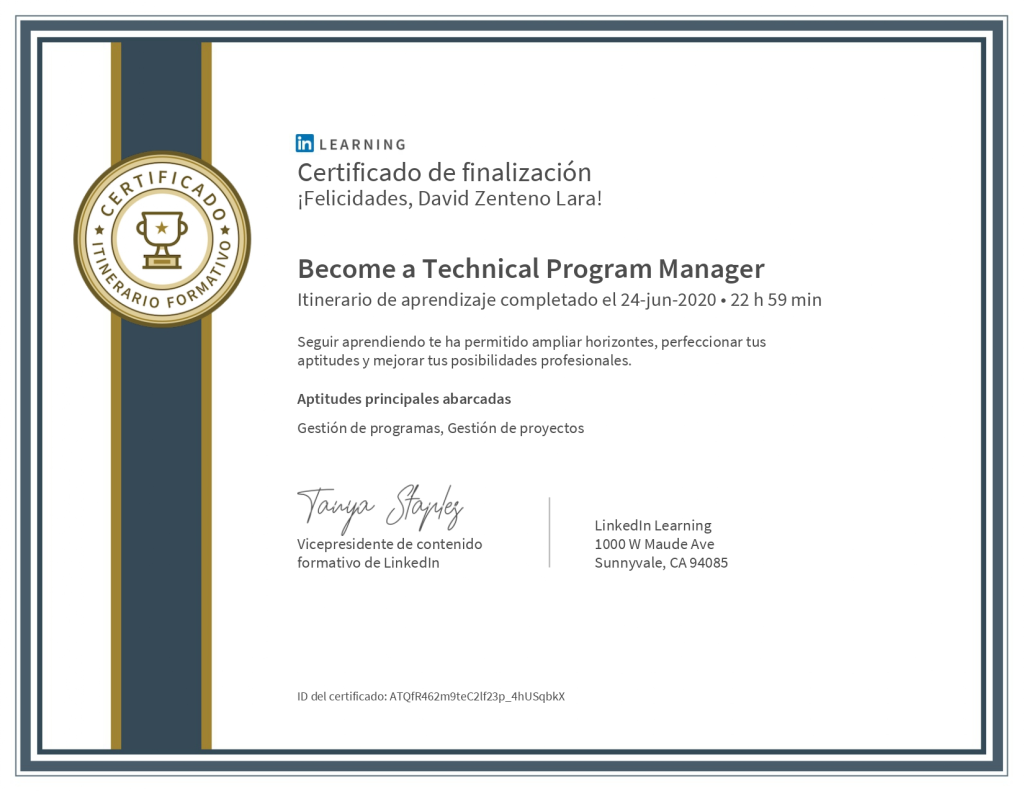 CERTIFICADO
ITINERARIO FORMATIVO
in LEARNING
Certificado de finalización
¡Felicidades, David Zenteno Lara!
Become a Technical Program Manager
Itinerario de aprendizaje completado el 24-jun-2020 • 22 h 59 min
Seguir aprendiendo te ha permitido ampliar horizontes, perfeccionar tus
aptitudes y mejorar tus posibilidades profesionales.
Aptitudes principales abarcadas
Gestión de programas, Gestión de proyectos
Tanya Staples
Vicepresidente de contenido
formativo de LinkedIn
LinkedIn Learning
1000 W Maude Ave
Sunnyvale, CA 94085
ID del certificado: ATQfR462m9teC2lf23p_4hUSqbkX